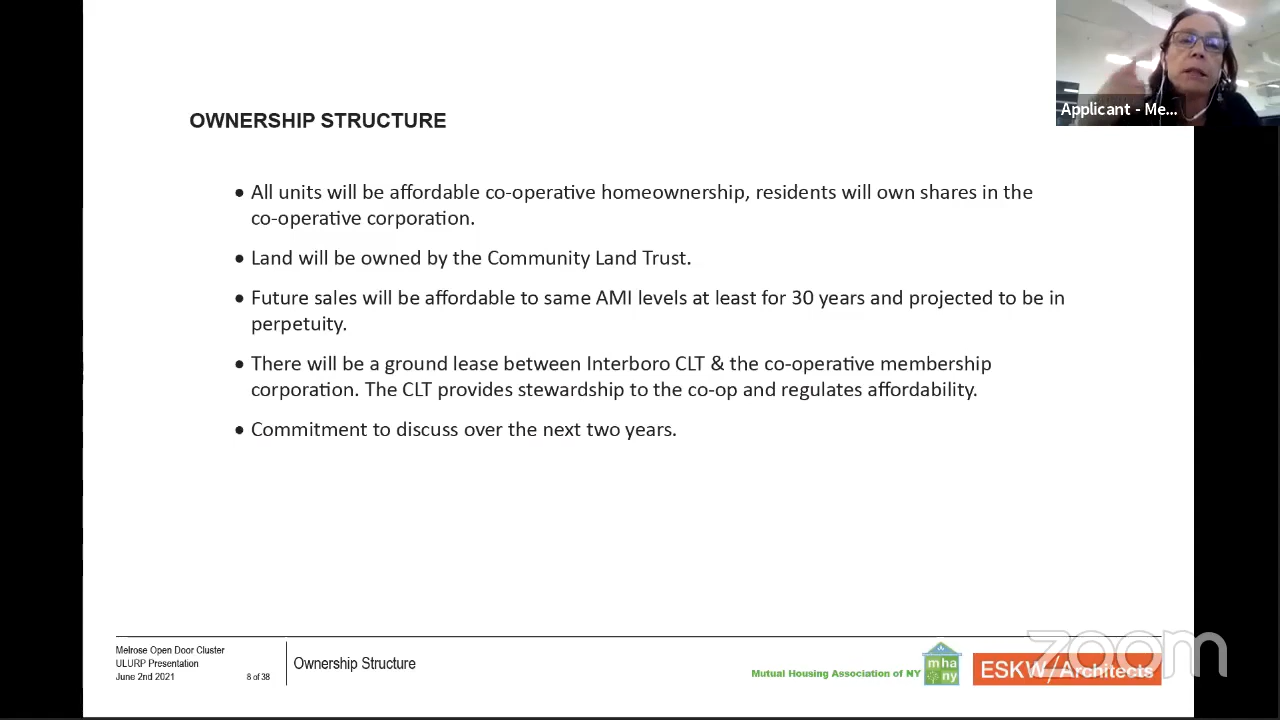 Applicant - Me...
OWNERSHIP STRUCTURE
• All units will be affordable co-operative homeownership, residents will own shares in the
co-operative corporation.
• Land will be owned by the Community Land Trust.
• Future sales will be affordable to same AMI levels at least for 30 years and projected to be in
perpetuity.
• There will be a ground lease between Interboro CLT & the co-operative membership
corporation. The CLT provides stewardship to the co-op and regulates affordability.
• Commitment to discuss over the next two years.
Melrose Open Door Cluster
ULURP Presentation
June 2nd 2021
8 of 38
Ownership Structure
Mutual Housing Association of NY
mha
ny
ESKW/Architects
zoom